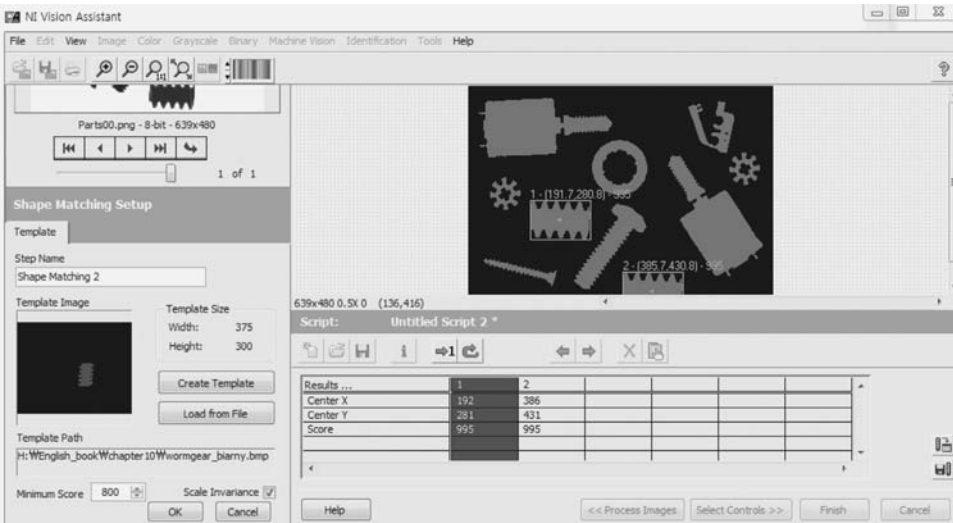 NI Vision Assistant
File Edit View Image Color Grayscale Binary Machine Vision Identification Tools Help
1:1
Parts00.png - 8-bit - 639x480
1 of 1
Shape Matching Setup
Template
Step Name
Shape Matching 2
Template Image
Template Size
Width: 375
Height: 300
Create Template
Load from File
Template Path
H:₩English_book₩chapter10₩wormgear_biarny.bmp
Minimum Score 800 Scale Invariance
OK Cancel
1 - (191.7,280.8) - 995
2 - (385.7,430.8) - 995
639x480 0.5X 0 (136,416)
Script: Untitled Script 2 *
1
Results ... 1 2
Center X 192 386
Center Y 281 431
Score 995 995
Help << Process Images Select Controls >> Finish Cancel